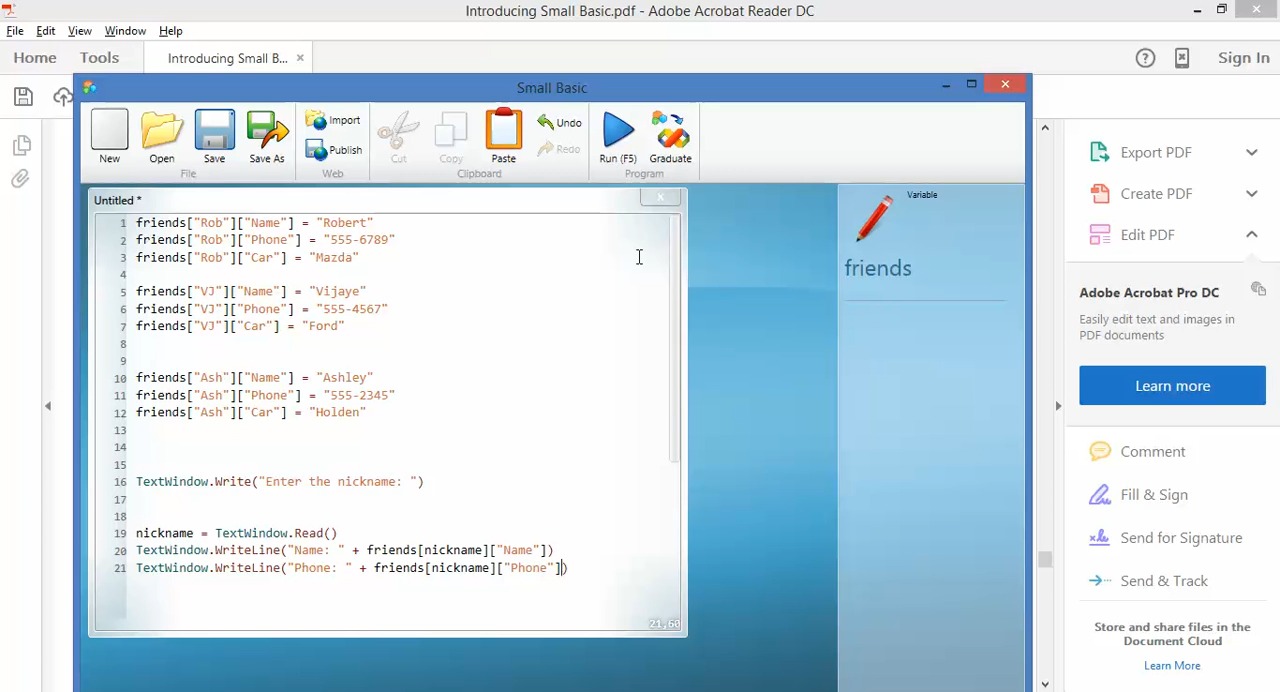 Introducing Small Basic.pdf - Adobe Acrobat Reader DC
File Edit View Window Help
Home Tools Introducing Small B... × Sign In
Small Basic
New Open Save Save As Import Publish Cut Copy Paste Undo Redo Run (F5) Graduate
File Web Clipboard Program
Untitled *
1 friends["Rob"]["Name"] = "Robert"
2 friends["Rob"]["Phone"] = "555-6789"
3 friends["Rob"]["Car"] = "Mazda"
4
5 friends["VJ"]["Name"] = "Vijaye"
6 friends["VJ"]["Phone"] = "555-4567"
7 friends["VJ"]["Car"] = "Ford"
8
9
10 friends["Ash"]["Name"] = "Ashley"
11 friends["Ash"]["Phone"] = "555-2345"
12 friends["Ash"]["Car"] = "Holden"
13
14
15
16 TextWindow.Write("Enter the nickname: ")
17
18
19 nickname = TextWindow.Read()
20 TextWindow.WriteLine("Name: " + friends[nickname]["Name"])
21 TextWindow.WriteLine("Phone: " + friends[nickname]["Phone"])
21,60
Variable
friends
Export PDF
Create PDF
Edit PDF
Adobe Acrobat Pro DC
Easily edit text and images in
PDF documents
Learn more
Comment
Fill & Sign
Send for Signature
Send & Track
Store and share files in the
Document Cloud
Learn More